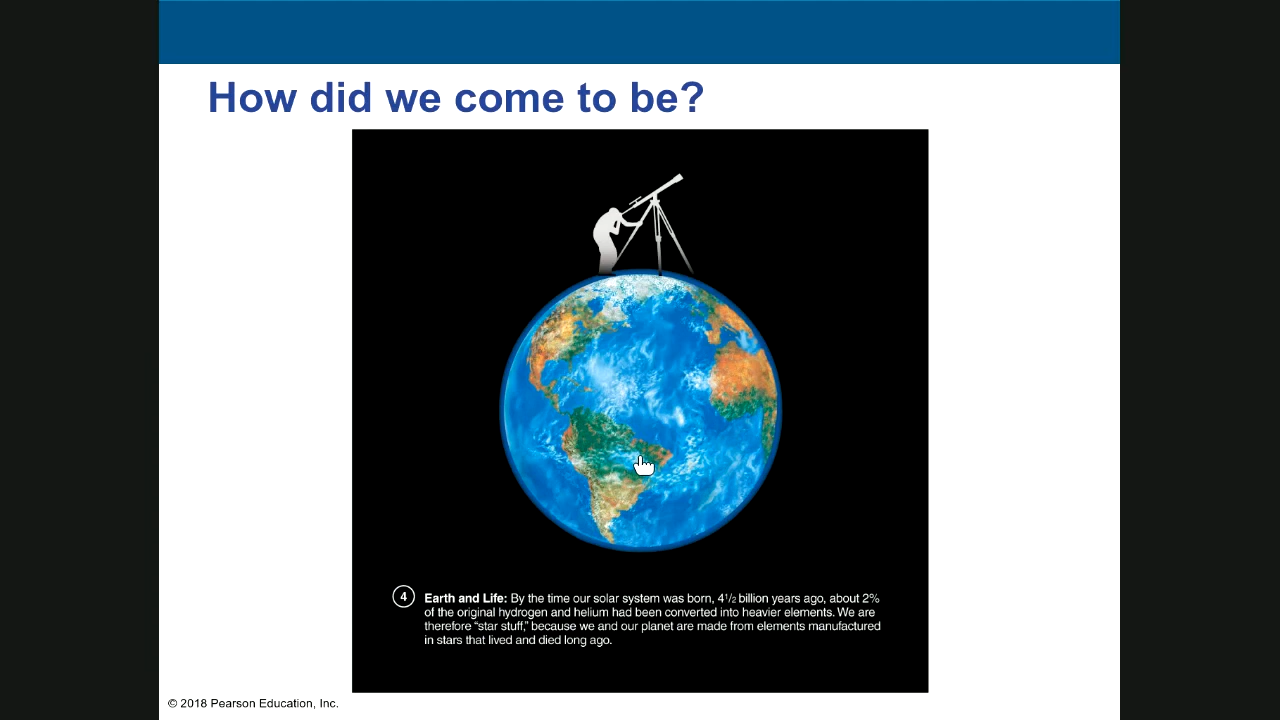 How did we come to be?
4 Earth and Life: By the time our solar system was born, 4 1/2 billion years ago, about 2%
of the original hydrogen and helium had been converted into heavier elements. We are
therefore “star stuff,” because we and our planet are made from elements manufactured
in stars that lived and died long ago.
© 2018 Pearson Education, Inc.